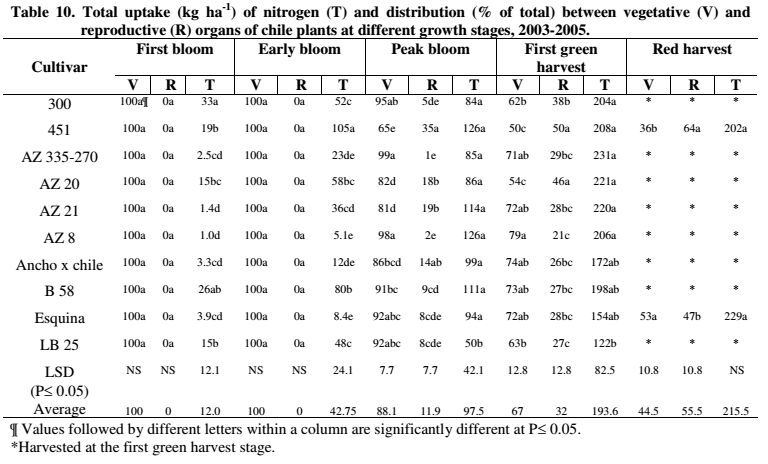 Table 10. Total uptake (kg ha-1) of nitrogen (T) and distribution (% of total) between vegetative (V) and
reproductive (R) organs of chile plants at different growth stages, 2003-2005.
Cultivar First bloom Early bloom Peak bloom First green harvest Red harvest
V R T V R T V R T V R T V R T
300 100a¶ 0a 33a 100a 0a 52c 95ab 5de 84a 62b 38b 204a * * *
451 100a 0a 19b 100a 0a 105a 65e 35a 126a 50c 50a 208a 36b 64a 202a
AZ 335-270 100a 0a 2.5cd 100a 0a 23de 99a 1e 85a 71ab 29bc 231a * * *
AZ 20 100a 0a 15bc 100a 0a 58bc 82d 18b 86a 54c 46a 221a * * *
AZ 21 100a 0a 1.4d 100a 0a 36cd 81d 19b 114a 72ab 28bc 220a * * *
AZ 8 100a 0a 1.0d 100a 0a 5.1e 98a 2e 126a 79a 21c 206a * * *
Ancho x chile 100a 0a 3.3cd 100a 0a 12de 86bcd 14ab 99a 74ab 26bc 172ab * * *
B 58 100a 0a 26ab 100a 0a 80b 91bc 9cd 111a 73ab 27bc 198ab * * *
Esquina 100a 0a 3.9cd 100a 0a 8.4e 92abc 8cde 94a 72ab 28bc 154ab 53a 47b 229a
LB 25 100a 0a 15b 100a 0a 48c 92abc 8cde 50b 63b 27c 122b * * *
LSD NS NS 12.1 NS NS 24.1 7.7 7.7 42.1 12.8 12.8 82.5 10.8 10.8 NS
(P≤ 0.05)
Average 100 0 12.0 100 0 42.75 88.1 11.9 97.5 67 32 193.6 44.5 55.5 215.5
¶ Values followed by different letters within a column are significantly different at P≤ 0.05.
*Harvested at the first green harvest stage.